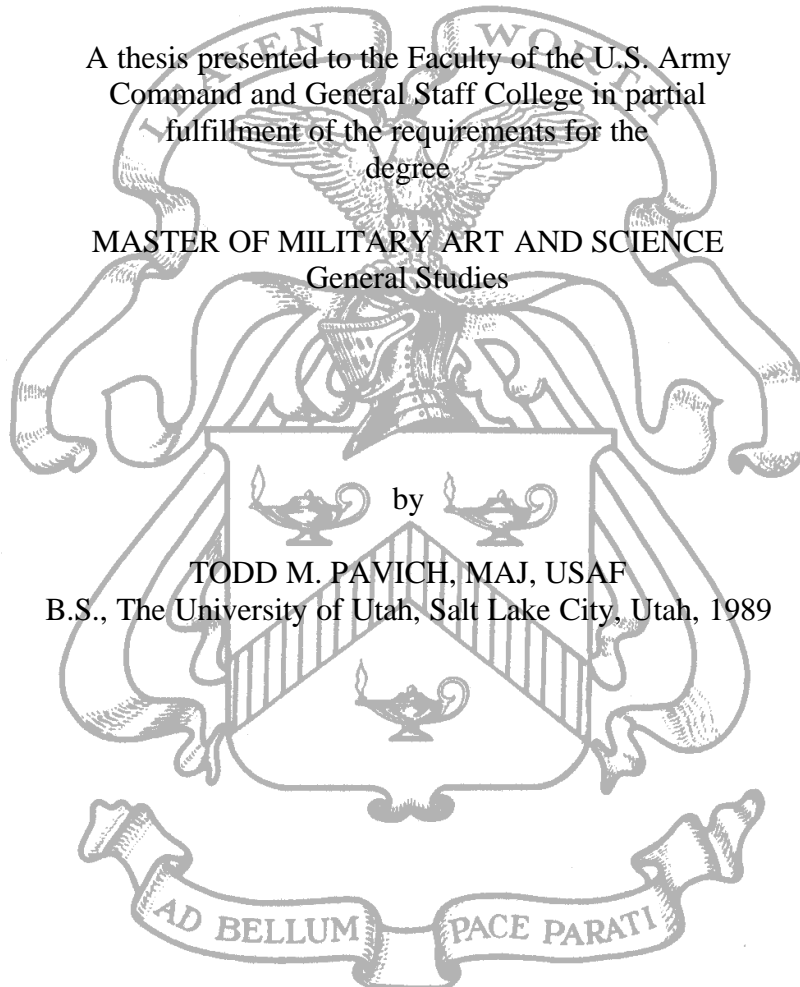 LEAVEN WORTH
A thesis presented to the Faculty of the U.S. Army
Command and General Staff College in partial
fulfillment of the requirements for the
degree
MASTER OF MILITARY ART AND SCIENCE
General Studies
by
TODD M. PAVICH, MAJ, USAF
B.S., The University of Utah, Salt Lake City, Utah, 1989
AD BELLUM PACE PARATI